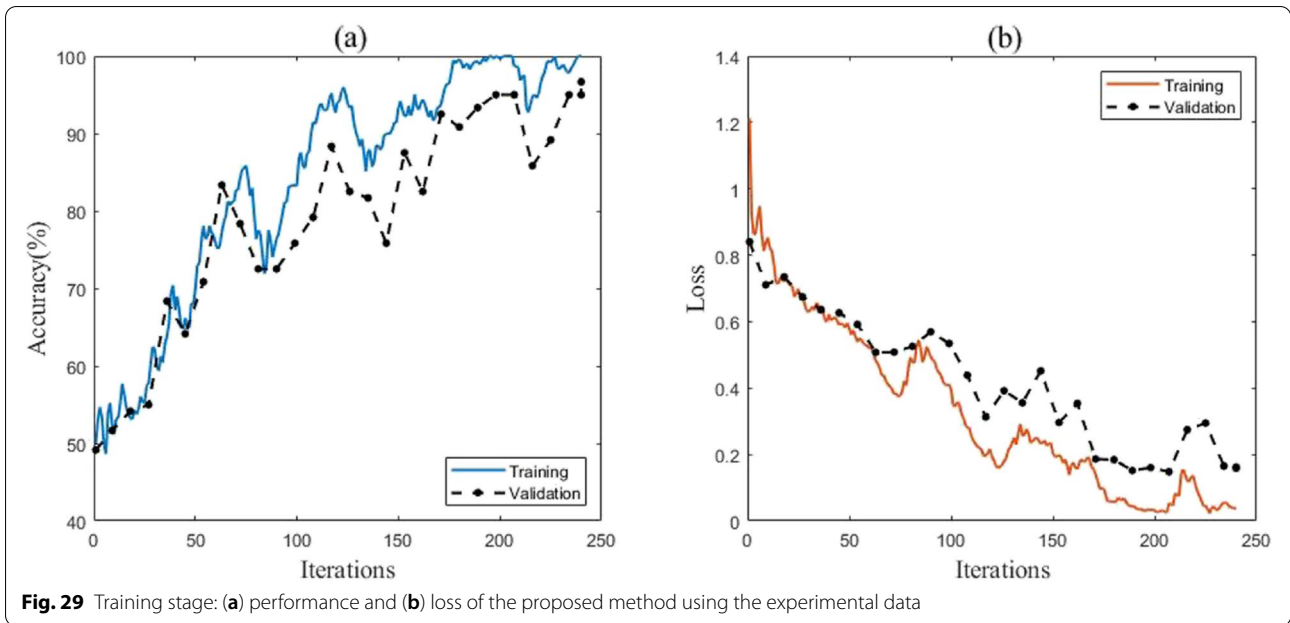 (a)
100
90
80
70
60
50
40
Accuracy(%)
0 50 100 150 200 250
Iterations
Training
Validation
(b)
1.4
1.2
1
0.8
0.6
0.4
0.2
0
Loss
0 50 100 150 200 250
Iterations
Training
Validation
Fig. 29 Training stage: (a) performance and (b) loss of the proposed method using the experimental data